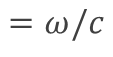 = ω/c